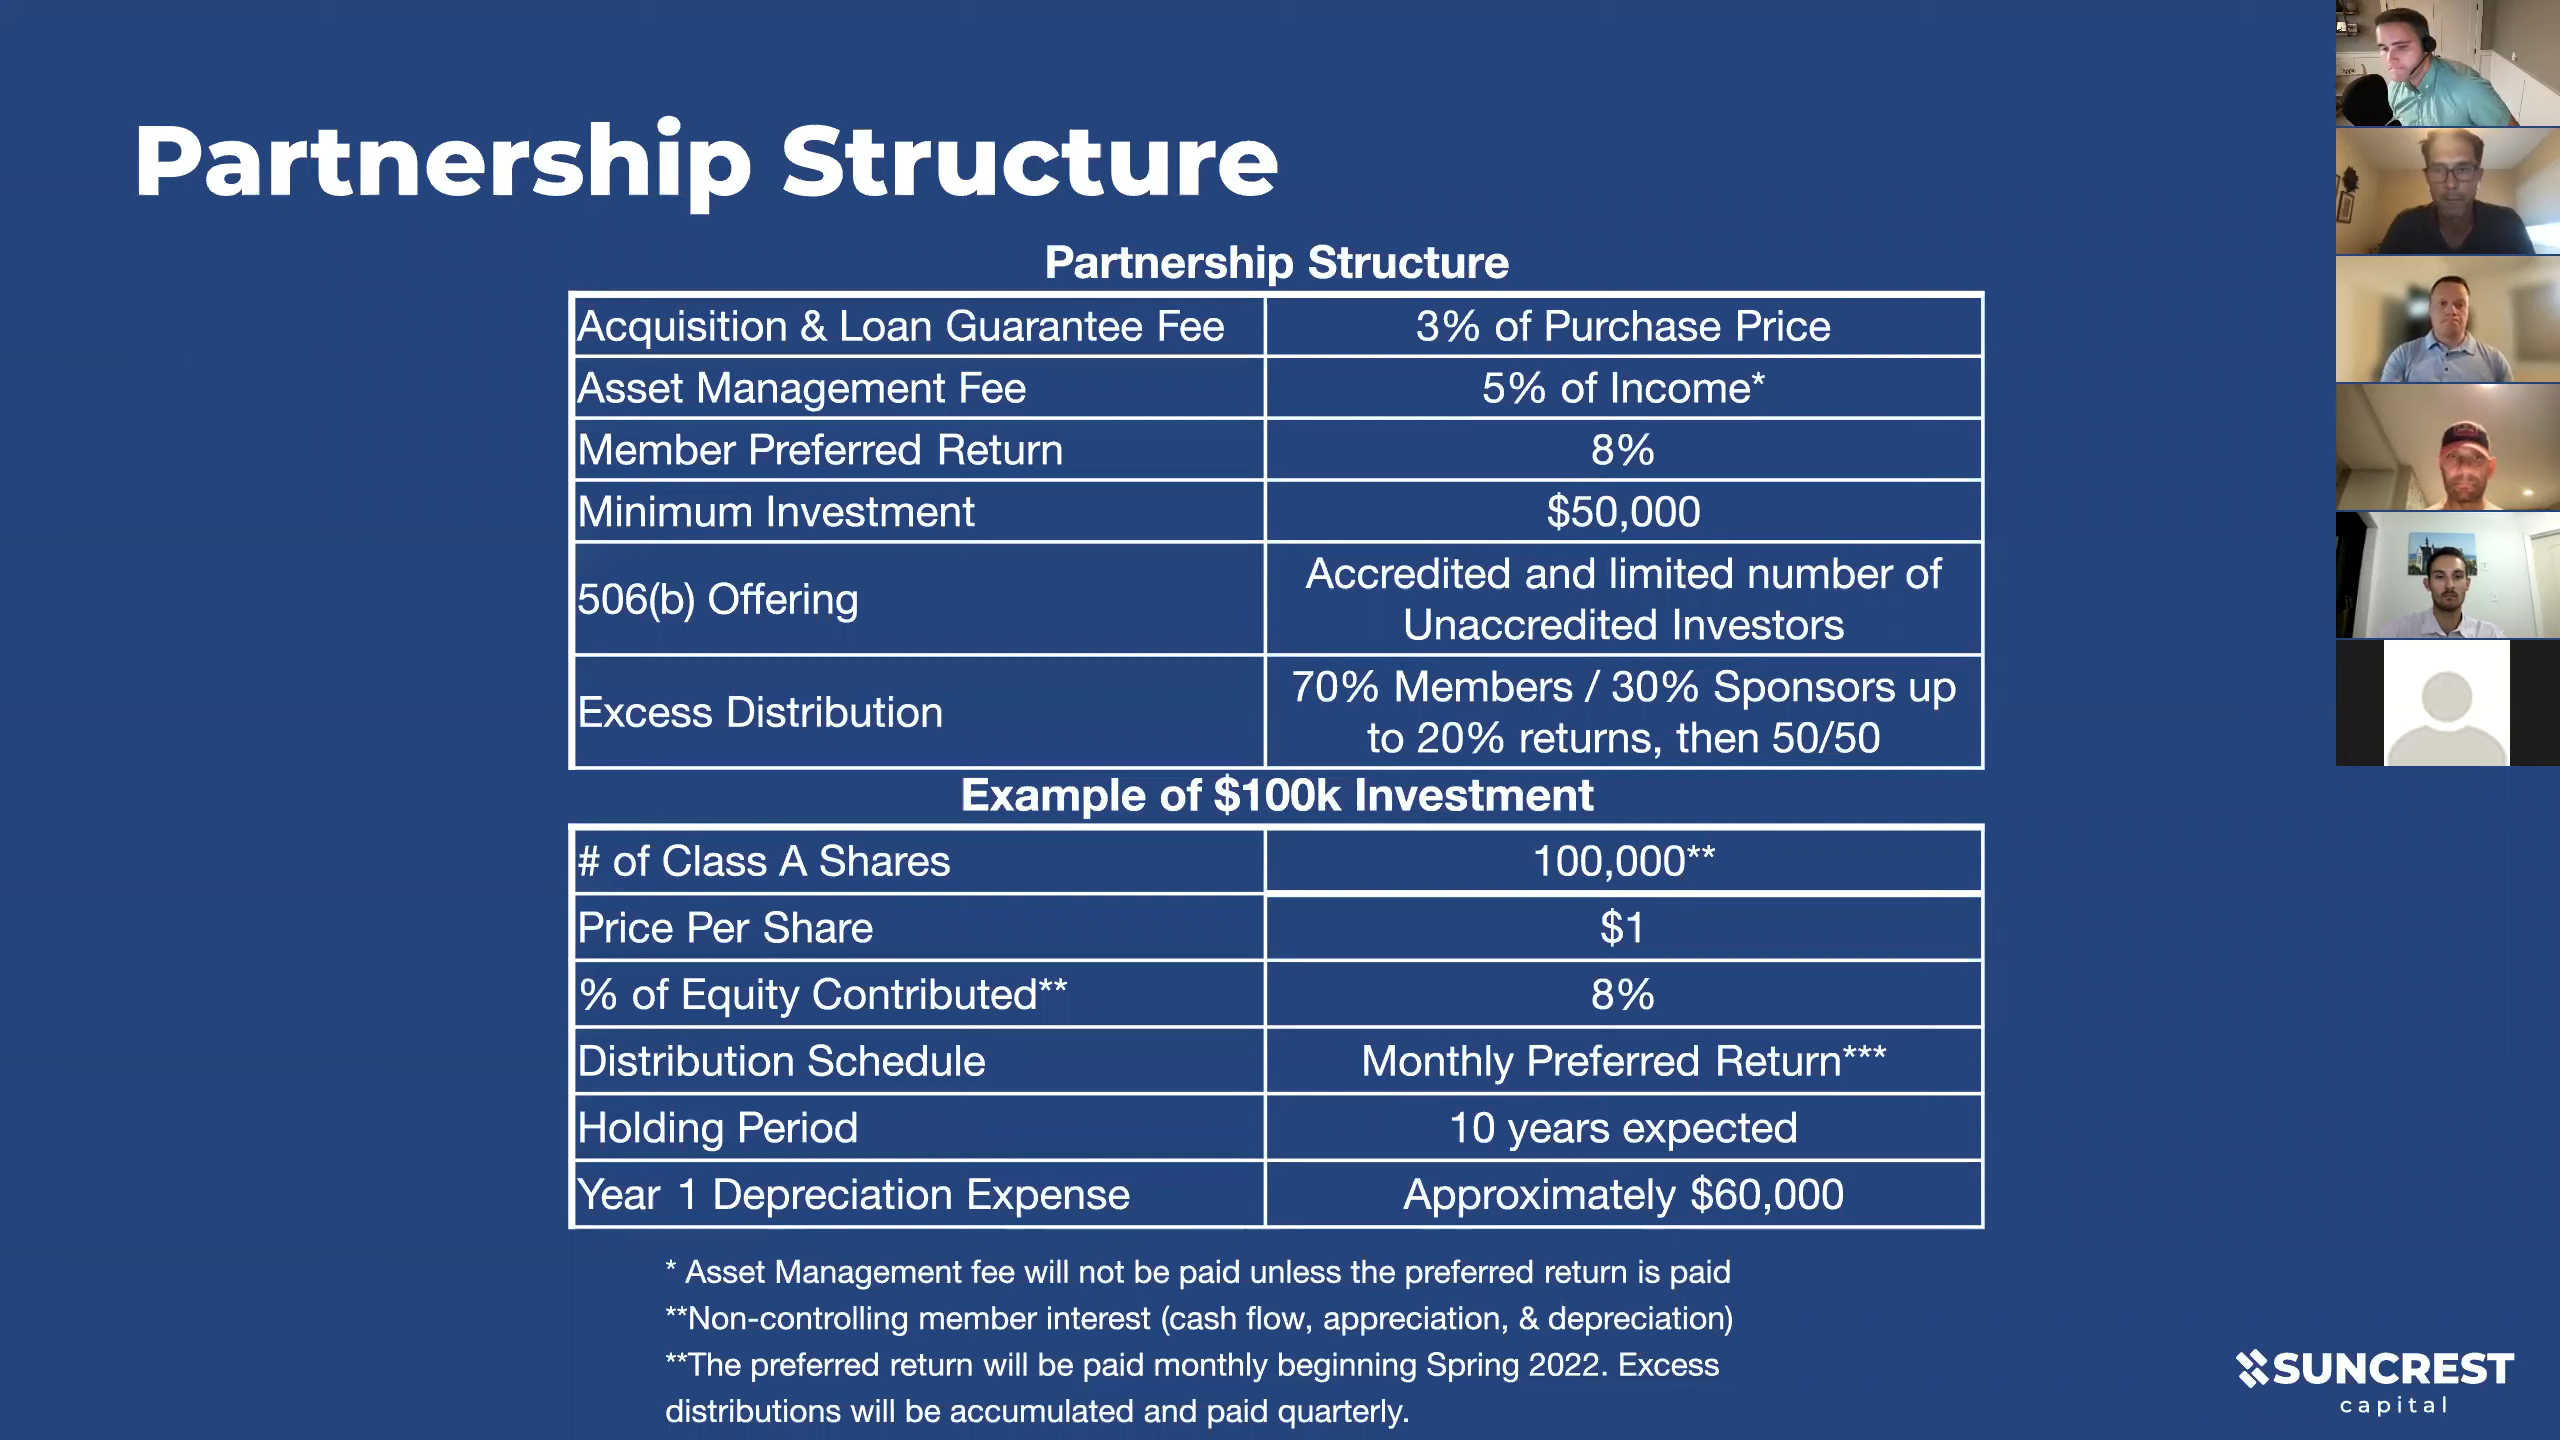 Partnership Structure
Partnership Structure
Acquisition & Loan Guarantee Fee
3% of Purchase Price
Asset Management Fee
5% of Income*
Member Preferred Return
8%
Minimum Investment
$50,000
506(b) Offering
Accredited and limited number of
Unaccredited Investors
Excess Distribution
70% Members / 30% Sponsors up
to 20% returns, then 50/50
Example of $100k Investment
# of Class A Shares
100,000**
Price Per Share
$1
% of Equity Contributed**
8%
Distribution Schedule
Monthly Preferred Return***
Holding Period
10 years expected
Year 1 Depreciation Expense
Approximately $60,000
* Asset Management fee will not be paid unless the preferred return is paid
**Non-controlling member interest (cash flow, appreciation, & depreciation)
**The preferred return will be paid monthly beginning Spring 2022. Excess
distributions will be accumulated and paid quarterly.
SUNCREST
capital